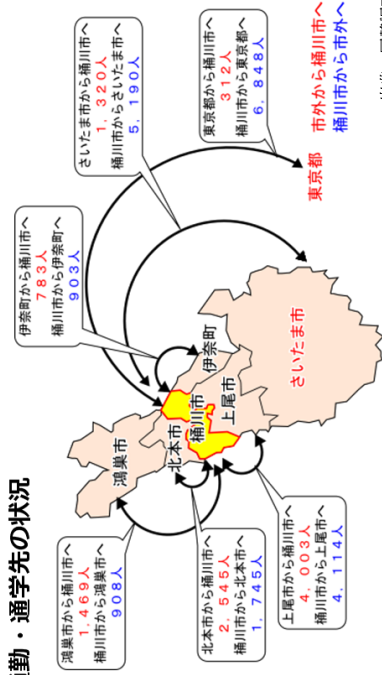 通学先の状況
鴻巣市から桶川市へ
1,469人
桶川市から鴻巣市へ
908人
伊奈町から桶川市へ
783人
桶川市から伊奈町へ
903人
さいたま市から桶川市へ
1,320人
桶川市からさいたま市へ
5,190人
東京都から桶川市へ
312人
桶川市から東京都へ
6,848人
北本市から桶川市へ
2,545人
桶川市から北本市へ
1,745人
上尾市から桶川市へ
4,003人
桶川市から上尾市へ
4,114人
鴻巣市
北本市
桶川市
伊奈町
上尾市
さいたま市
東京都
市外から桶川市へ
桶川市から市外へ